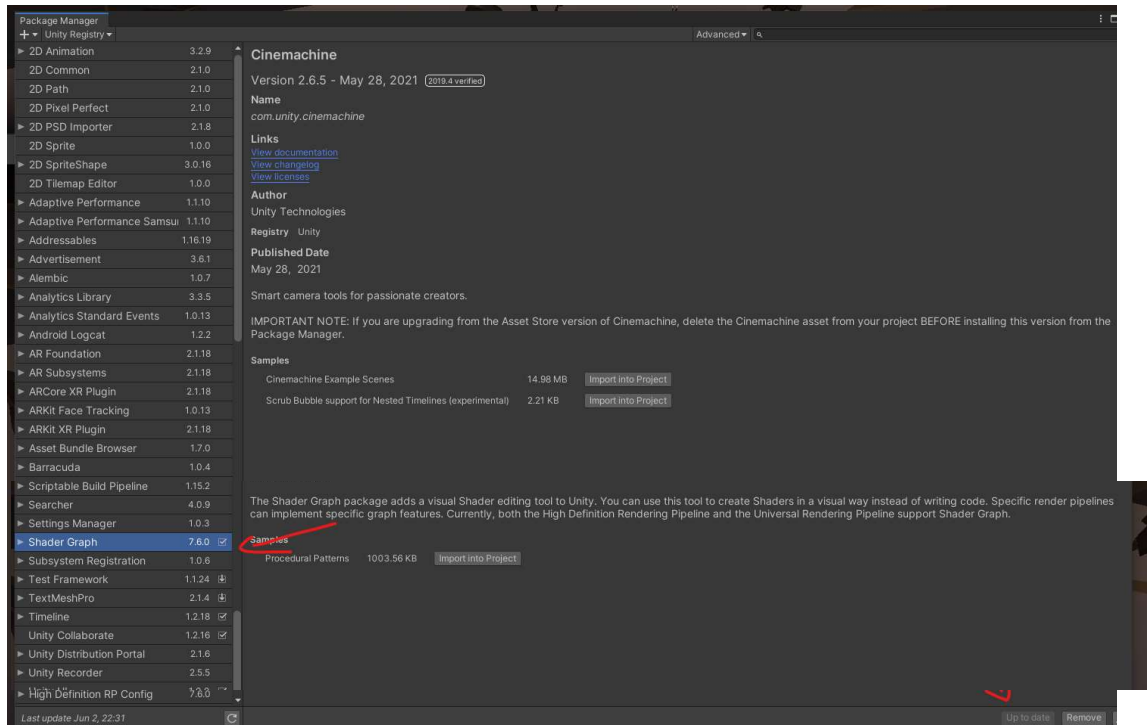 Package Manager
+ Unity Registry
Advanced
2D Animation 3.2.9
2D Common 2.1.0
2D Path 2.1.0
2D Pixel Perfect 2.1.0
2D PSD Importer 2.1.8
2D Sprite 1.0.0
2D SpriteShape 3.0.16
2D Tilemap Editor 1.0.0
Adaptive Performance 1.1.10
Adaptive Performance Samsu 1.1.10
Addressables 1.16.19
Advertisement 3.6.1
Alembic 1.0.7
Analytics Library 3.3.5
Analytics Standard Events 1.0.13
Android Logcat 1.2.2
AR Foundation 2.1.18
AR Subsystems 2.1.18
ARCore XR Plugin 2.1.18
ARKit Face Tracking 1.0.13
ARKit XR Plugin 2.1.18
Asset Bundle Browser 1.7.0
Barracuda 1.0.4
Scriptable Build Pipeline 1.15.2
Searcher 4.0.9
Settings Manager 1.0.3
Shader Graph 7.6.0
Subsystem Registration 1.0.6
Test Framework 1.1.24
TextMeshPro 2.1.4
Timeline 1.2.18
Unity Collaborate 1.2.16
Unity Distribution Portal 2.1.6
Unity Recorder 2.5.5
High Definition RP Config 7.6.0
Last update Jun 2, 22:31
Cinemachine
Version 2.6.5 - May 28, 2021 2019.4 verified
Name
com.unity.cinemachine
Links
View documentation
View changelog
View licenses
Author
Unity Technologies
Registry Unity
Published Date
May 28, 2021
Smart camera tools for passionate creators.
IMPORTANT NOTE: If you are upgrading from the Asset Store version of Cinemachine, delete the Cinemachine asset from your project BEFORE installing this version from the
Package Manager.
Samples
Cinemachine Example Scenes 14.98 MB Import into Project
Scrub Bubble support for Nested Timelines (experimental) 2.21 KB Import into Project
The Shader Graph package adds a visual Shader editing tool to Unity. You can use this tool to create Shaders in a visual way instead of writing code. Specific render pipelines
can implement specific graph features. Currently, both the High Definition Rendering Pipeline and the Universal Rendering Pipeline support Shader Graph.
Samples
Procedural Patterns 1003.56 KB Import into Project
Up to date Remove